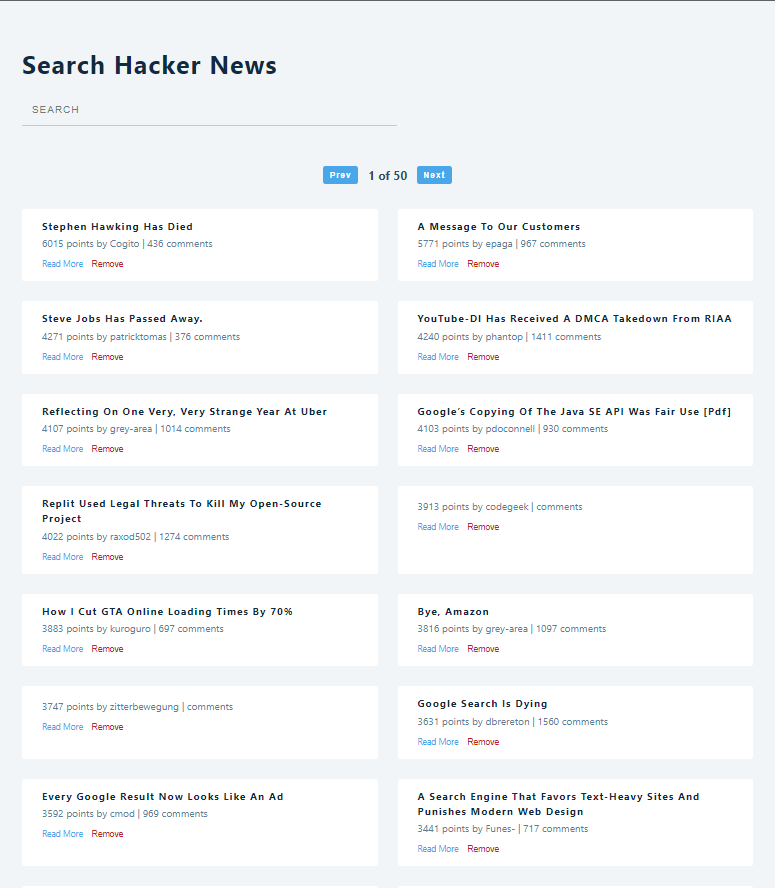 Search Hacker News
SEARCH
Prev 1 of 50 Next
Stephen Hawking Has Died
6015 points by Cogito | 436 comments
Read More Remove
A Message To Our Customers
5771 points by epaga | 967 comments
Read More Remove
Steve Jobs Has Passed Away.
4271 points by patricktomas | 376 comments
Read More Remove
YouTube-Dl Has Received A DMCA Takedown From RIAA
4240 points by phantop | 1411 comments
Read More Remove
Reflecting On One Very, Very Strange Year At Uber
4107 points by grey-area | 1014 comments
Read More Remove
Google’s Copying Of The Java SE API Was Fair Use [Pdf]
4103 points by pdoconnell | 930 comments
Read More Remove
Replit Used Legal Threats To Kill My Open-Source
Project
4022 points by raxod502 | 1274 comments
Read More Remove
3913 points by codegeek | comments
Read More Remove
How I Cut GTA Online Loading Times By 70%
3883 points by kuroguro | 697 comments
Read More Remove
Bye, Amazon
3816 points by grey-area | 1097 comments
Read More Remove
3747 points by zitterbewegung | comments
Read More Remove
Google Search Is Dying
3631 points by dbrereton | 1560 comments
Read More Remove
Every Google Result Now Looks Like An Ad
3592 points by cmod | 969 comments
Read More Remove
A Search Engine That Favors Text-Heavy Sites And
Punishes Modern Web Design
3441 points by Funes- | 717 comments
Read More Remove